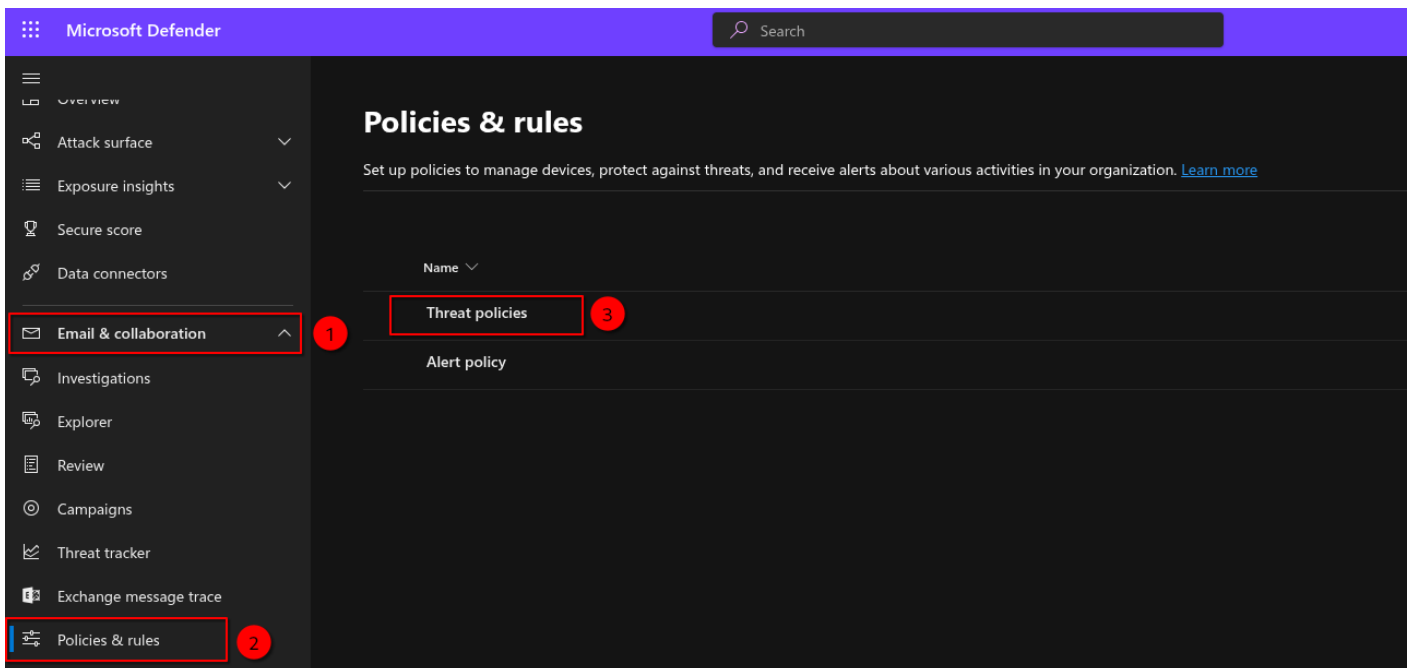 Microsoft Defender
Search
Overview
Attack surface
Exposure insights
Secure score
Data connectors
Email & collaboration
1
Investigations
Explorer
Review
Campaigns
Threat tracker
Exchange message trace
Policies & rules
2
Policies & rules
Set up policies to manage devices, protect against threats, and receive alerts about various activities in your organization. Learn more
Name
Threat policies
3
Alert policy